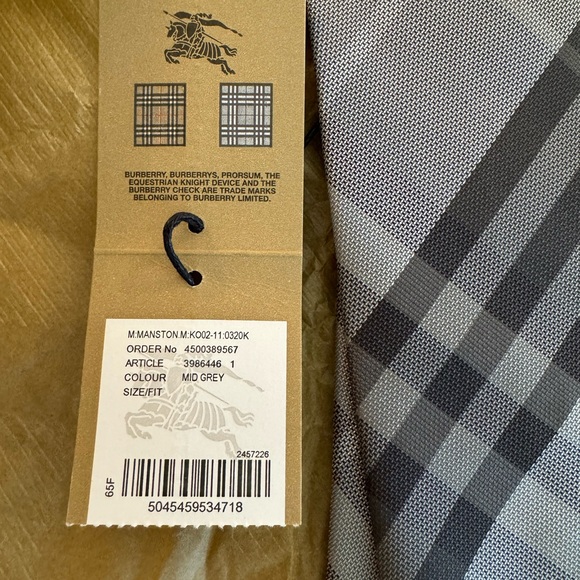 BURBERRY, BURBERRYS, PRORSUM, THE
EQUESTRIAN KNIGHT DEVICE AND THE
BURBERRY CHECK ARE TRADE MARKS
BELONGING TO BURBERRY LIMITED.
M.MANSTON.M:KO02-11:0320K
ORDER No 4500389567
ARTICLE 3986446 1
COLOUR MID GREY
SIZE/FIT
2457226
65F
5045459534718